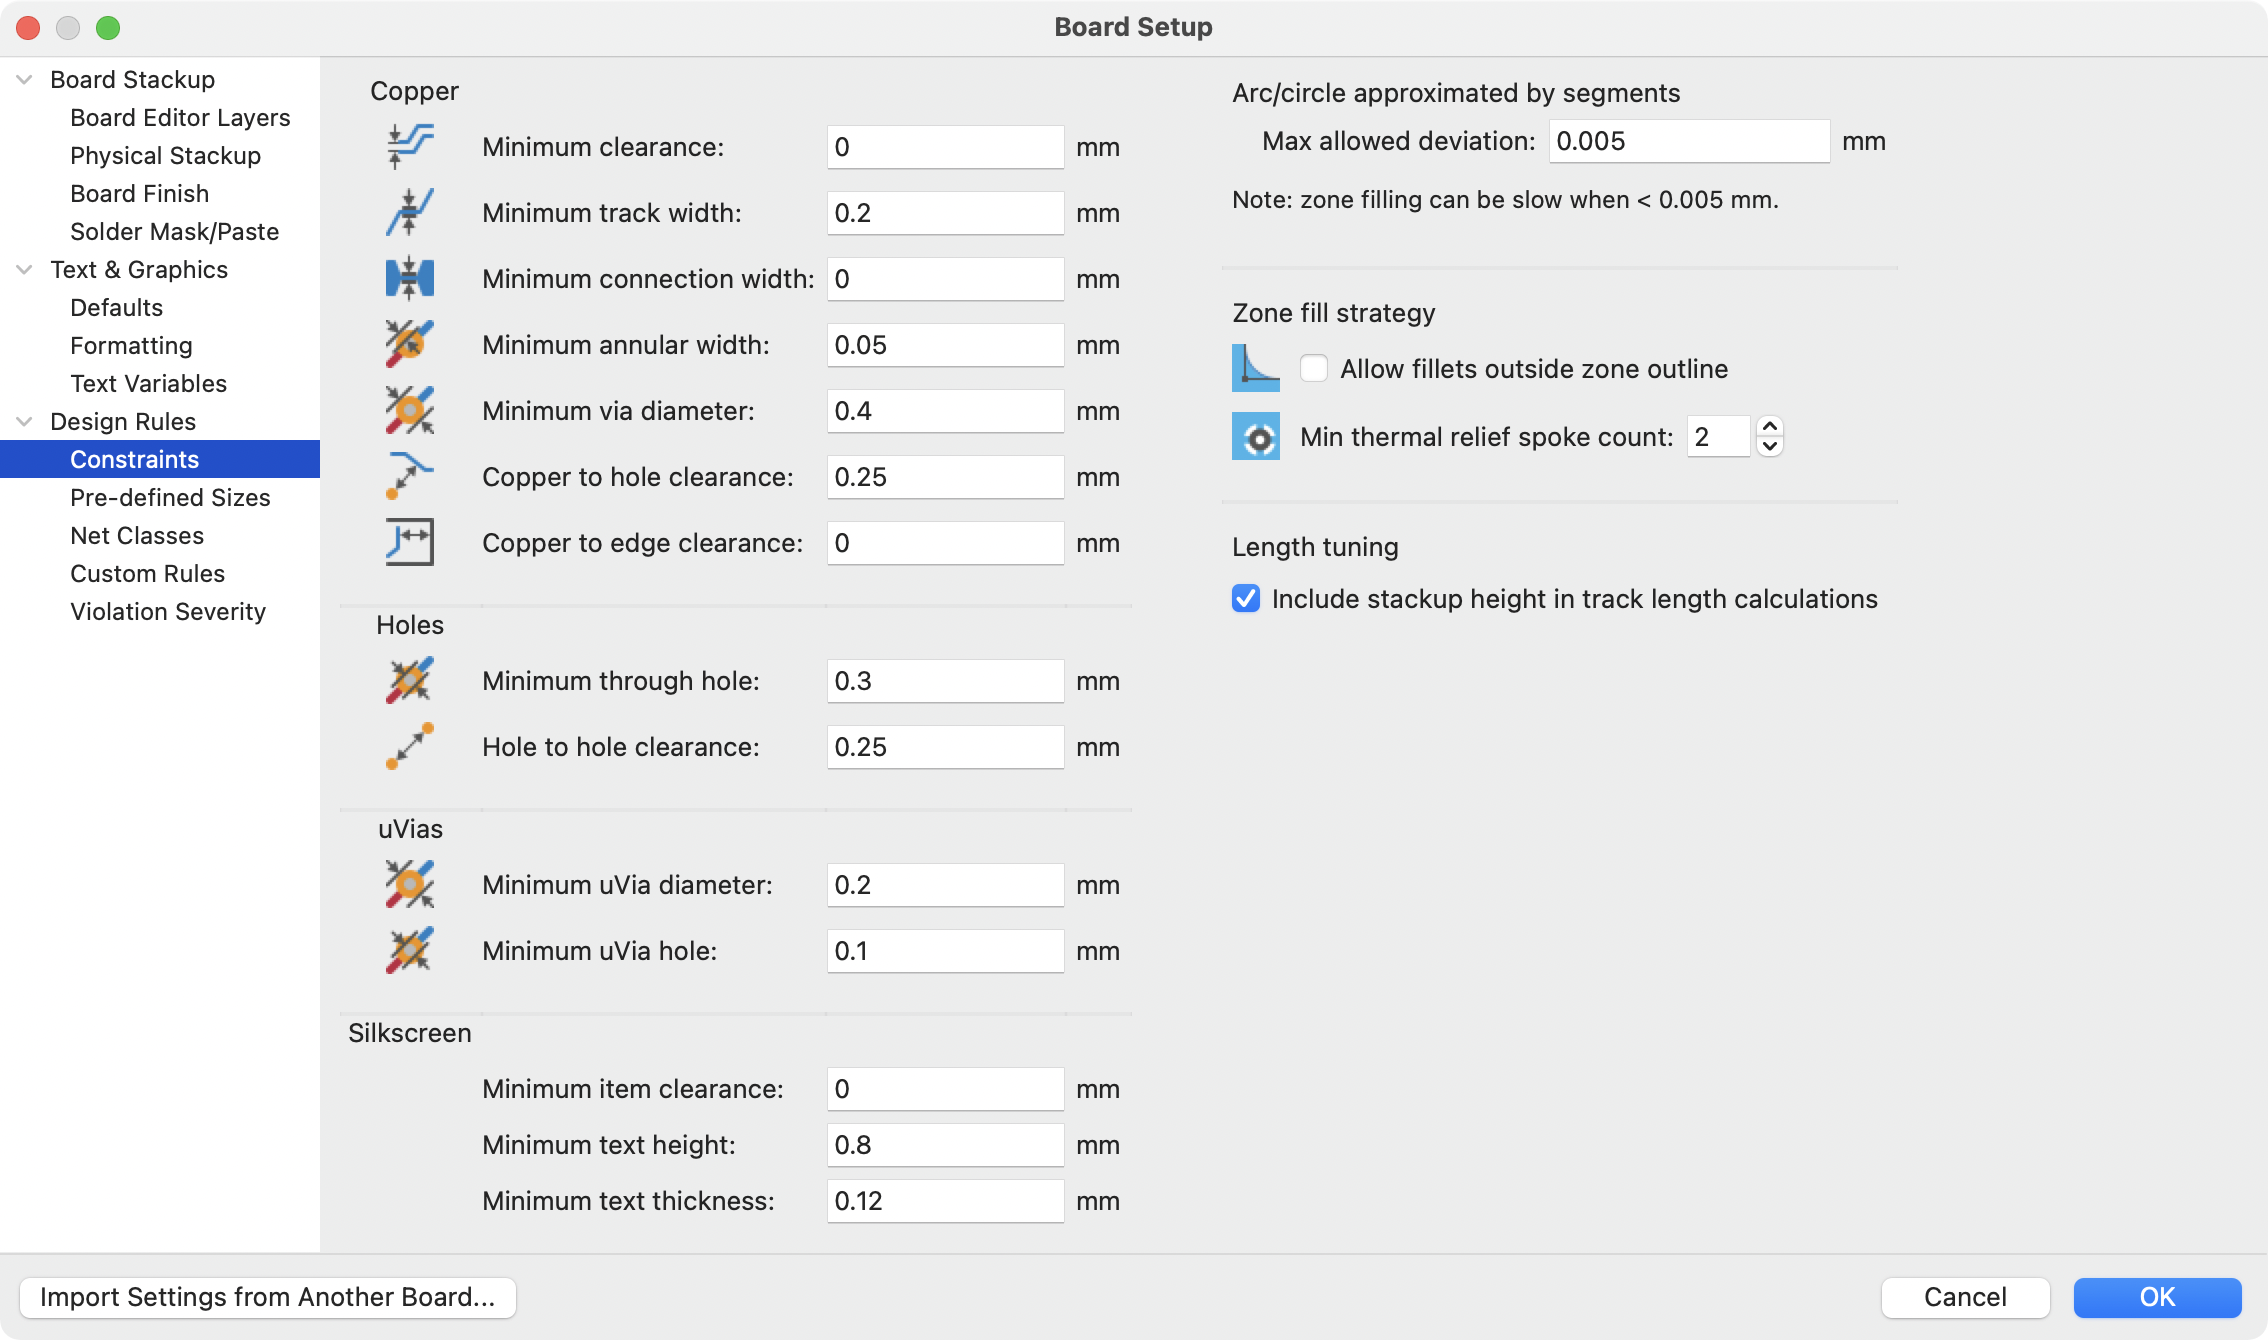 Board Setup
Board Stackup
Board Editor Layers
Physical Stackup
Board Finish
Solder Mask/Paste
Text & Graphics
Defaults
Formatting
Text Variables
Design Rules
Constraints
Pre-defined Sizes
Net Classes
Custom Rules
Violation Severity
Copper
Minimum clearance: 0 mm
Minimum track width: 0.2 mm
Minimum connection width: 0 mm
Minimum annular width: 0.05 mm
Minimum via diameter: 0.4 mm
Copper to hole clearance: 0.25 mm
Copper to edge clearance: 0 mm
Holes
Minimum through hole: 0.3 mm
Hole to hole clearance: 0.25 mm
uVias
Minimum uVia diameter: 0.2 mm
Minimum uVia hole: 0.1 mm
Silkscreen
Minimum item clearance: 0 mm
Minimum text height: 0.8 mm
Minimum text thickness: 0.12 mm
Arc/circle approximated by segments
Max allowed deviation: 0.005 mm
Note: zone filling can be slow when < 0.005 mm.
Zone fill strategy
Allow fillets outside zone outline
Min thermal relief spoke count: 2
Length tuning
Include stackup height in track length calculations
Import Settings from Another Board...
Cancel
OK